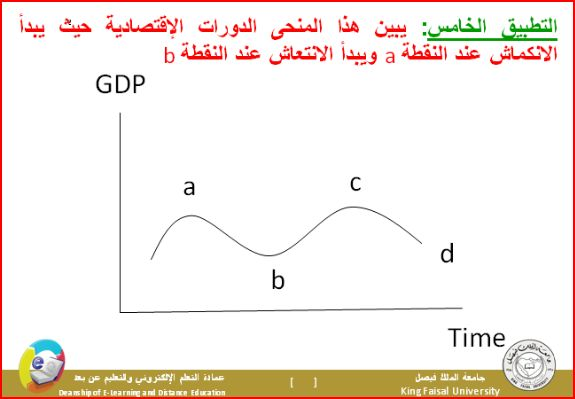 التطبيق الخامس: يبين هذا المنحى الدورات الإقتصادية حيث يبدأ
الانكماش عند النقطة a ويبدأ الانتعاش عند النقطة b
GDP
a
c
b
d
Time
عمادة التعلم الإلكتروني والتعليم عن بعد
Deanship of E-Learning and Distance Education
[ ]
جامعة الملك فيصل
King Faisal University